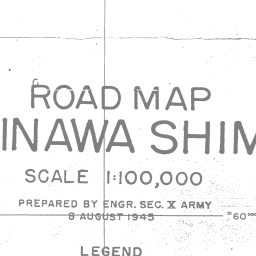 ROAD MAP
INAWA SHIM
SCALE 1:100,000
PREPARED BY ENGR. SEC. X ARMY
8 AUGUST 1945
LEGEND